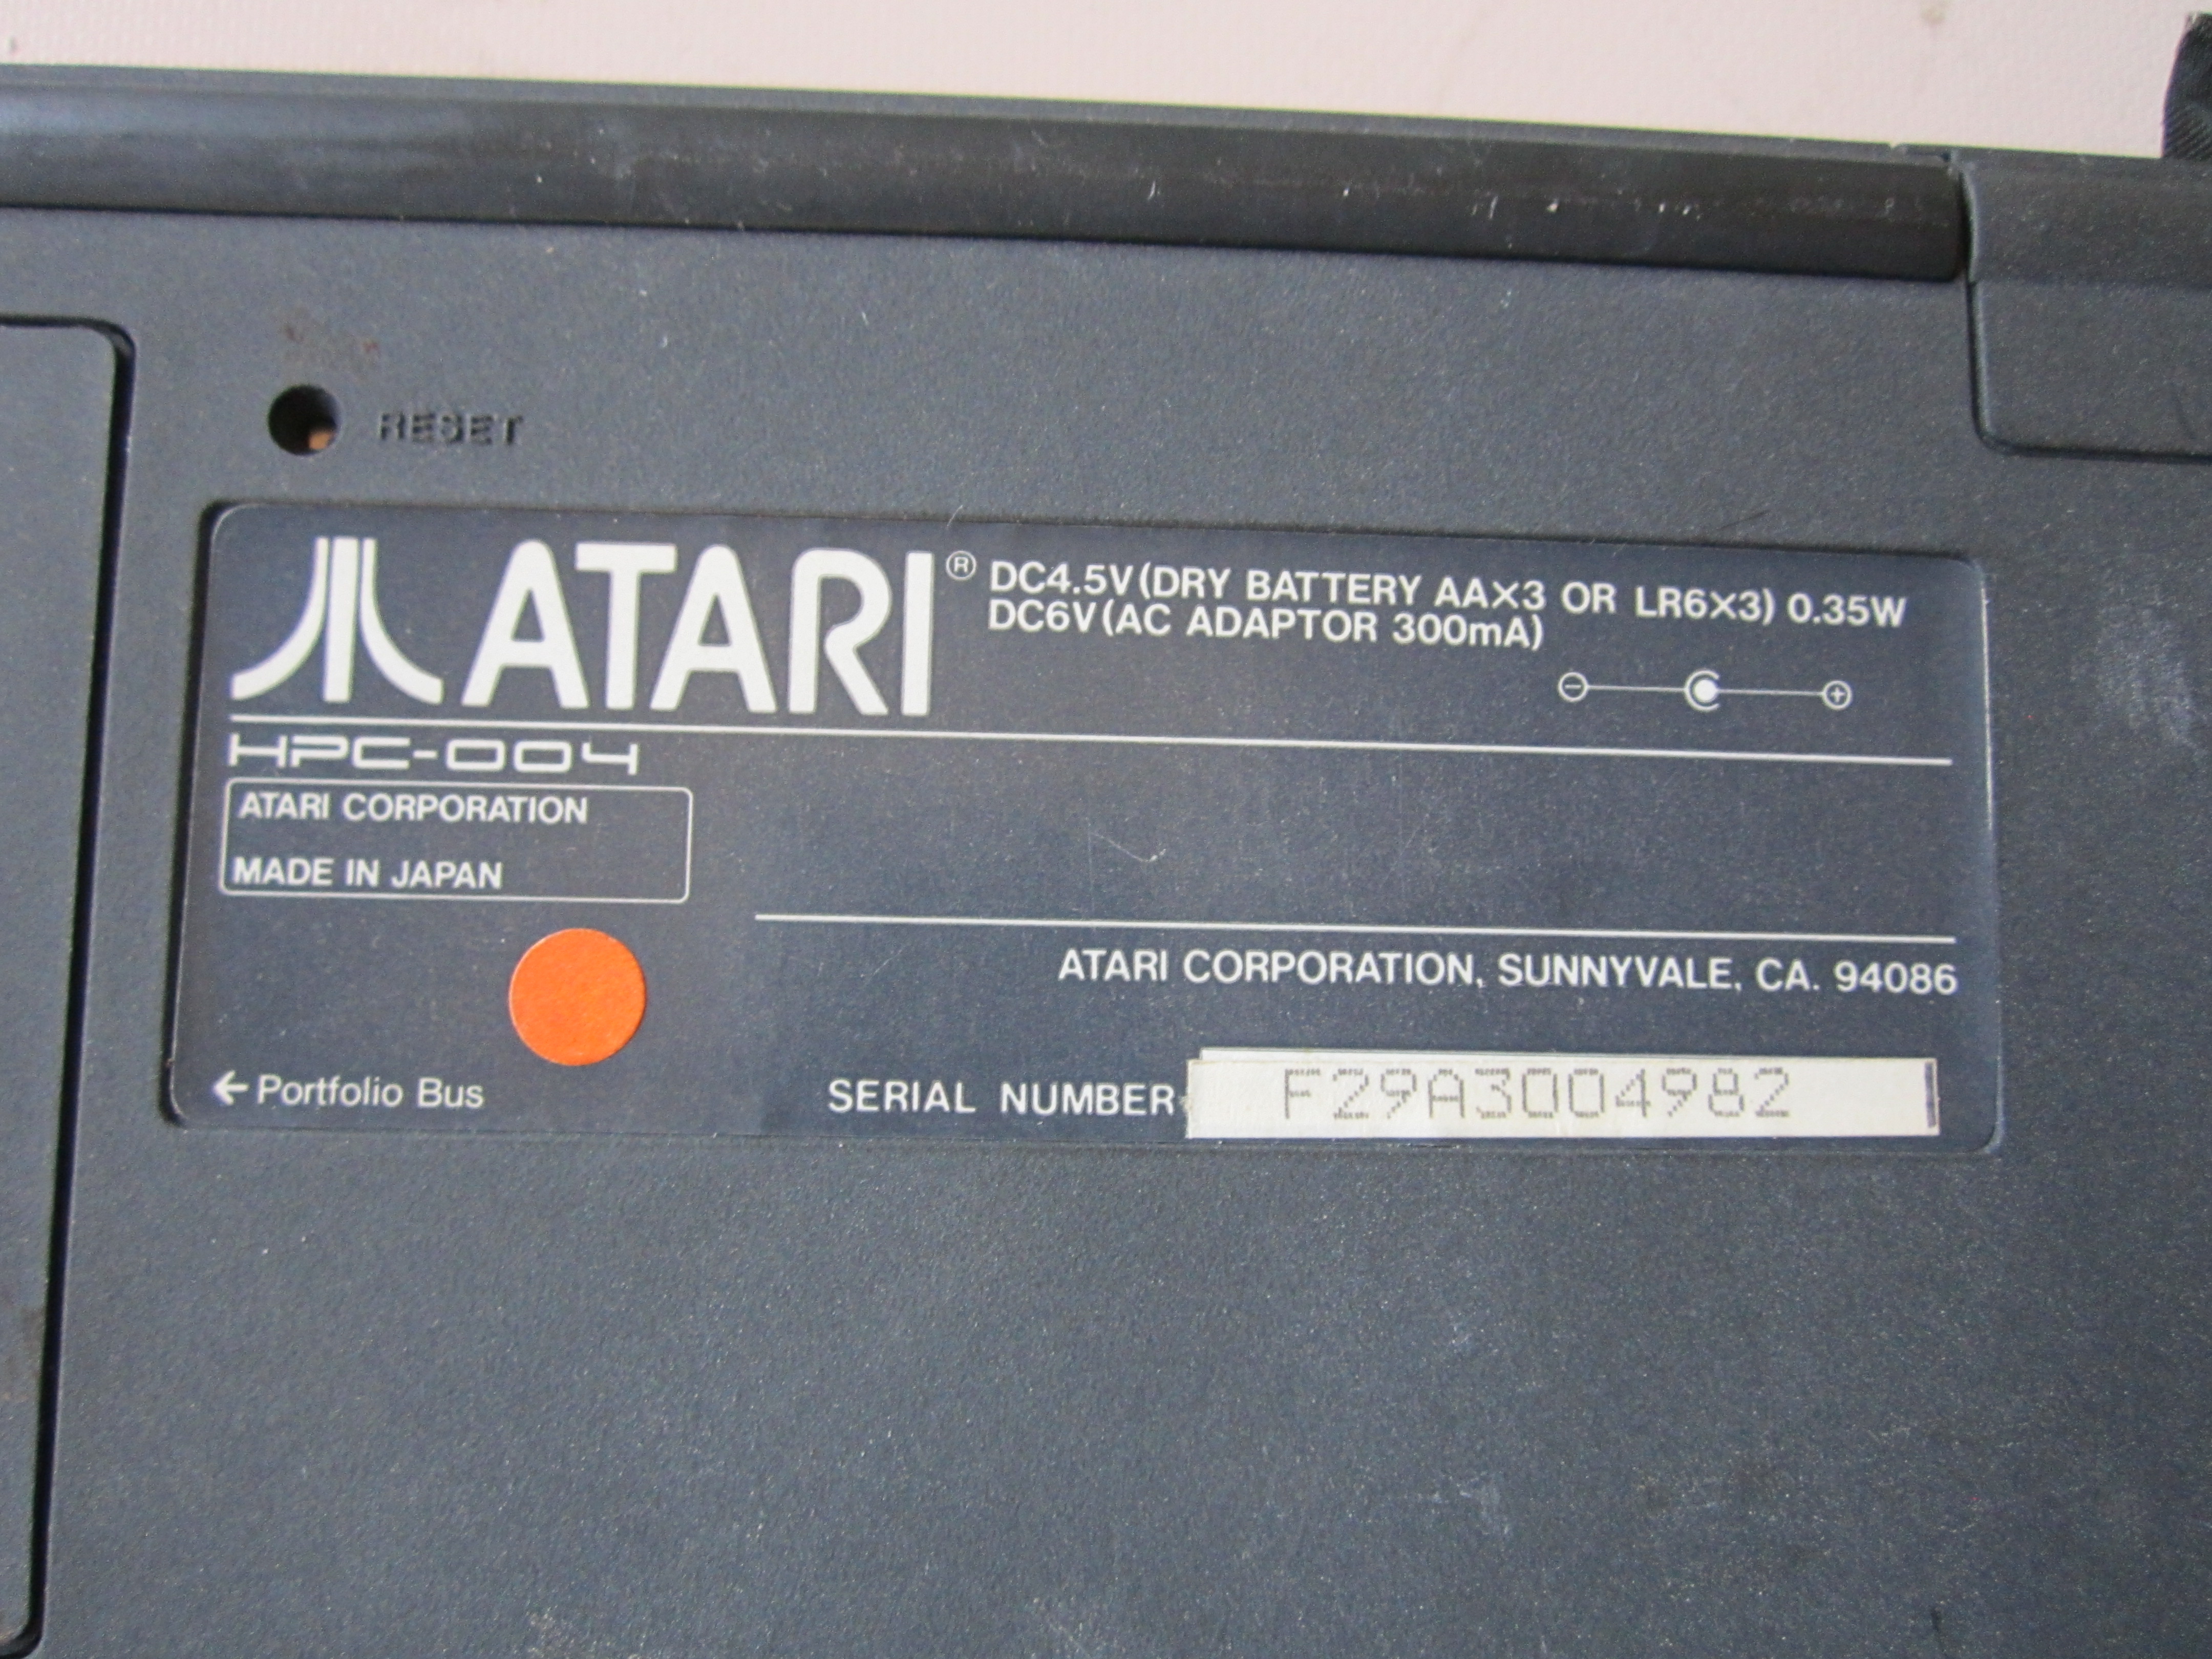 RESET
ATARI®
DC4.5V(DRY BATTERY AA×3 OR LR6×3) 0.35W
DC6V(AC ADAPTOR 300mA)
HPC-004
ATARI CORPORATION
MADE IN JAPAN
ATARI CORPORATION, SUNNYVALE, CA. 94086
←Portfolio Bus
SERIAL NUMBER F29A3004982